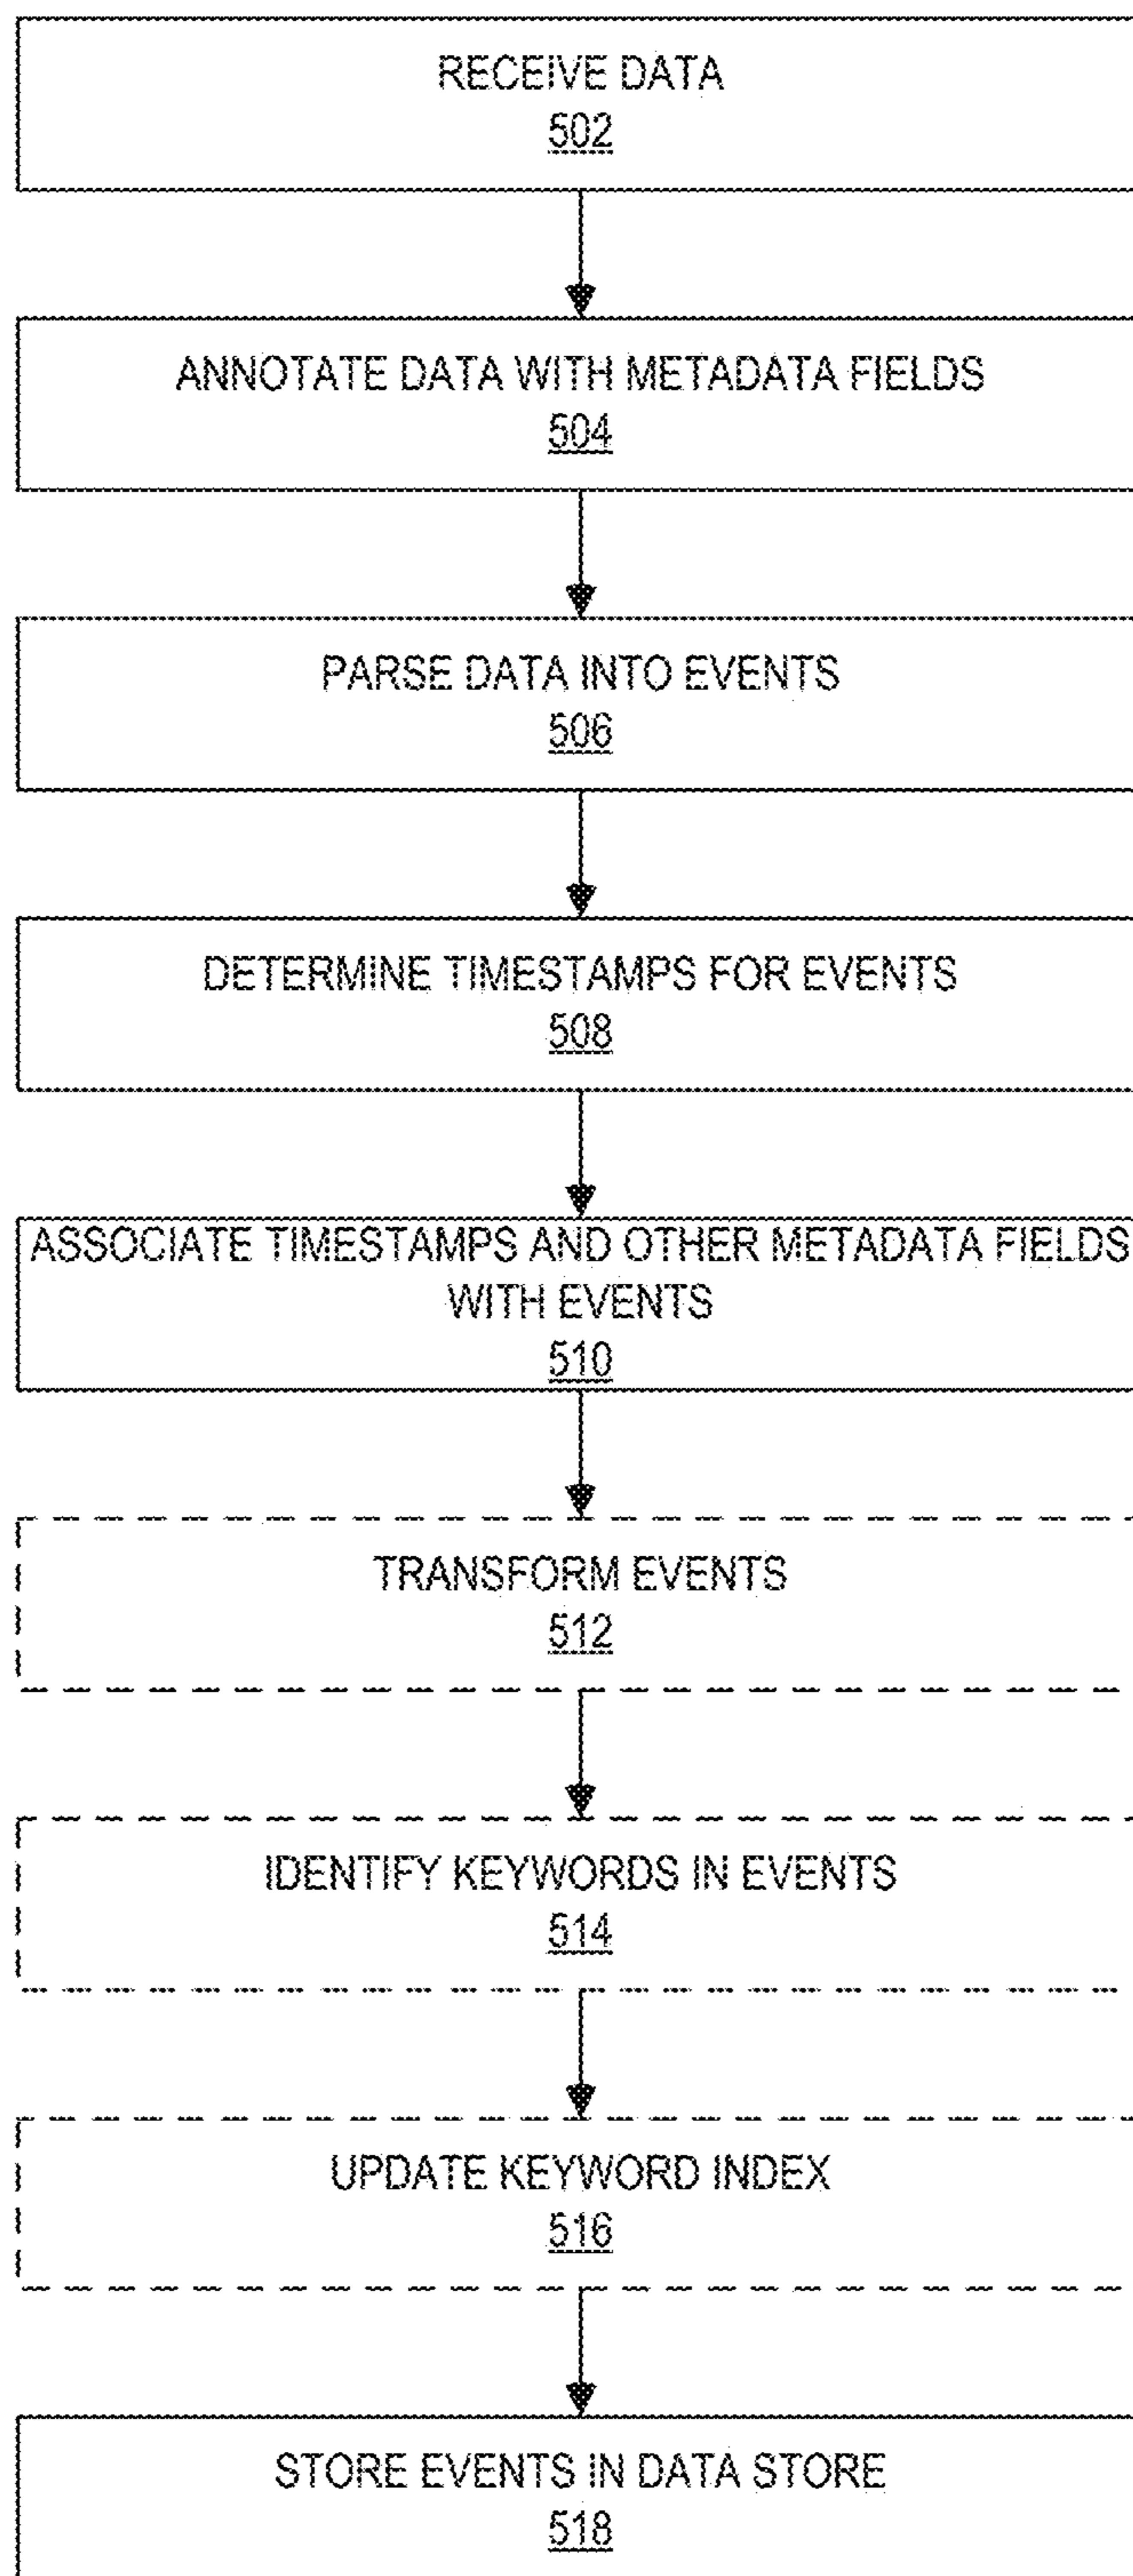 RECEIVE DATA
502
ANNOTATE DATA WITH METADATA FIELDS
504
PARSE DATA INTO EVENTS
506
DETERMINE TIMESTAMPS FOR EVENTS
508
ASSOCIATE TIMESTAMPS AND OTHER METADATA FIELDS
WITH EVENTS
510
TRANSFORM EVENTS
512
IDENTIFY KEYWORDS IN EVENTS
514
UPDATE KEYWORD INDEX
516
STORE EVENTS IN DATA STORE
518